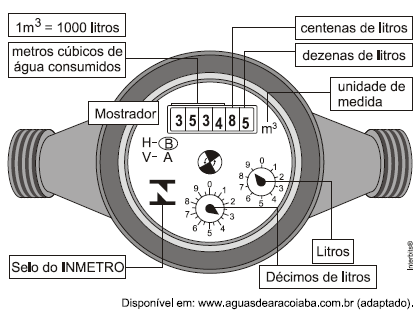 1m³ = 1000 litros
centenas de litros
metros cúbicos de
água consumidos
dezenas de litros
unidade de
medida
Mostrador
3 5 3 4 8 5
m³
H- B
V- A
0 1 2 3 4 5 6 7 8 9
0 1 2 3 4 5 6 7 8 9
Litros
Selo do INMETRO
Décimos de litros
Interbits®
Disponível em: www.aguasdearacoiaba.com.br (adaptado).